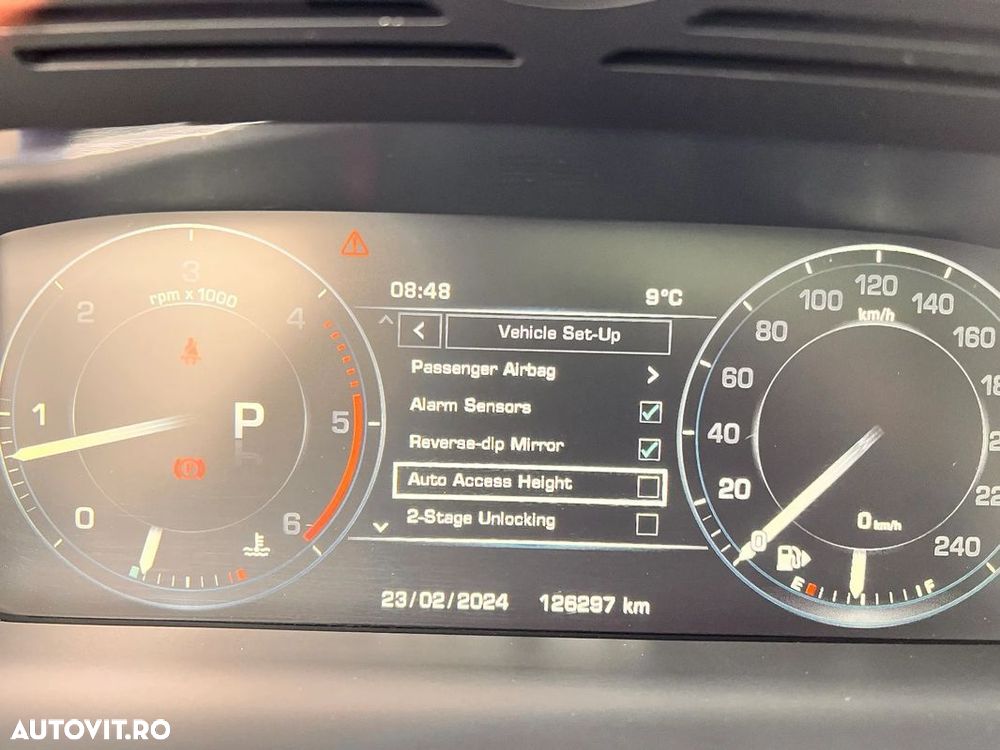 08:48 9°C
Vehicle Set-Up
Passenger Airbag
Alarm Sensors
Reverse-dip Mirror
Auto Access Height
2-Stage Unlocking
23/02/2024 126297 km
rpm x 1000
0 1 2 3 4 5 6
P
0 20 40 60 80 100 120 140 160
240
km/h
0 km/h
E F
AUTOVIT.RO